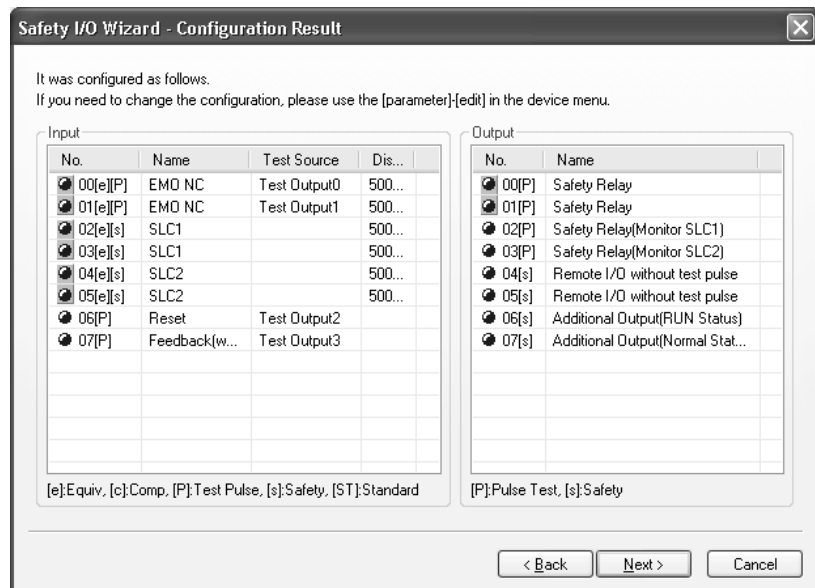 Safety I/O Wizard - Configuration Result
It was configured as follows.
If you need to change the configuration, please use the [parameter]-[edit] in the device menu.
Input
No. Name Test Source Dis...
00[e][P] EMO NC Test Output0 500...
01[e][P] EMO NC Test Output1 500...
02[e][s] SLC1 500...
03[e][s] SLC1 500...
04[e][s] SLC2 500...
05[e][s] SLC2 500...
06[P] Reset Test Output2
07[P] Feedback(w... Test Output3
[e]:Equiv, [c]:Comp, [P]:Test Pulse, [s]:Safety, [ST]:Standard
Output
No. Name
00[P] Safety Relay
01[P] Safety Relay
02[P] Safety Relay(Monitor SLC1)
03[P] Safety Relay(Monitor SLC2)
04[s] Remote I/O without test pulse
05[s] Remote I/O without test pulse
06[s] Additional Output(RUN Status)
07[s] Additional Output(Normal Stat...
[P]:Pulse Test, [s]:Safety
< Back Next > Cancel